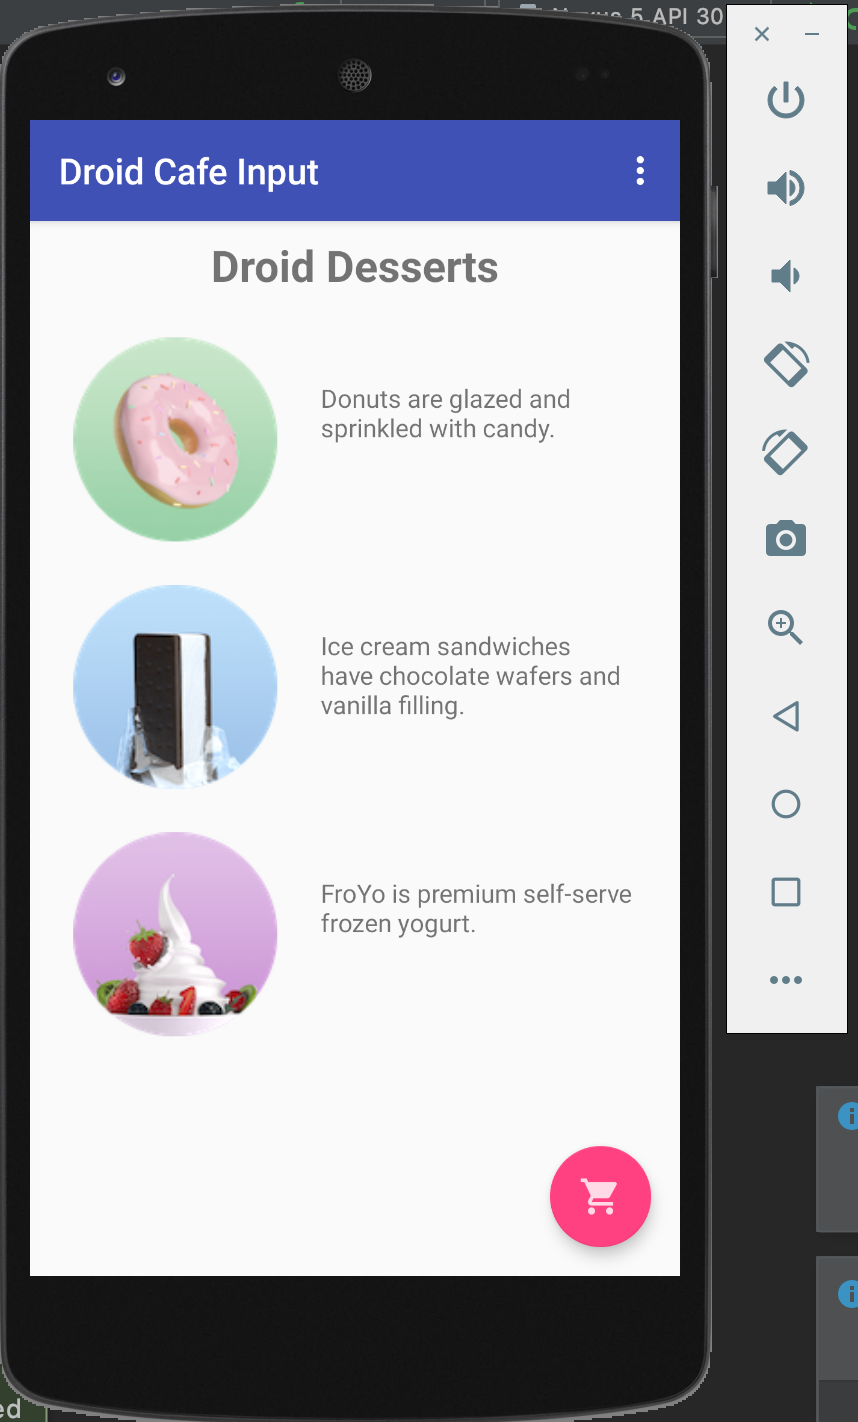 5 API 30
Droid Cafe Input
Droid Desserts
Donuts are glazed and
sprinkled with candy.
Ice cream sandwiches
have chocolate wafers and
vanilla filling.
FroYo is premium self-serve
frozen yogurt.
ed